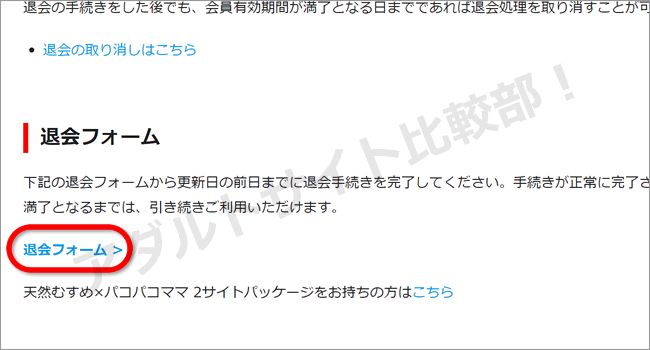 退会の手続きをした後でも、会員有効期間が満了となる日までであれば退会処理を取り消すことが可
退会の取り消しはこちら
退会フォーム
下記の退会フォームから更新日の前日までに退会手続きを完了してください。手続きが正常に完了さ
満了となるまでは、引き続きご利用いただけます。
退会フォーム >
天然むすめ×パコパコママ 2サイトパッケージをお持ちの方はこちら
アダルトサイト比較部！